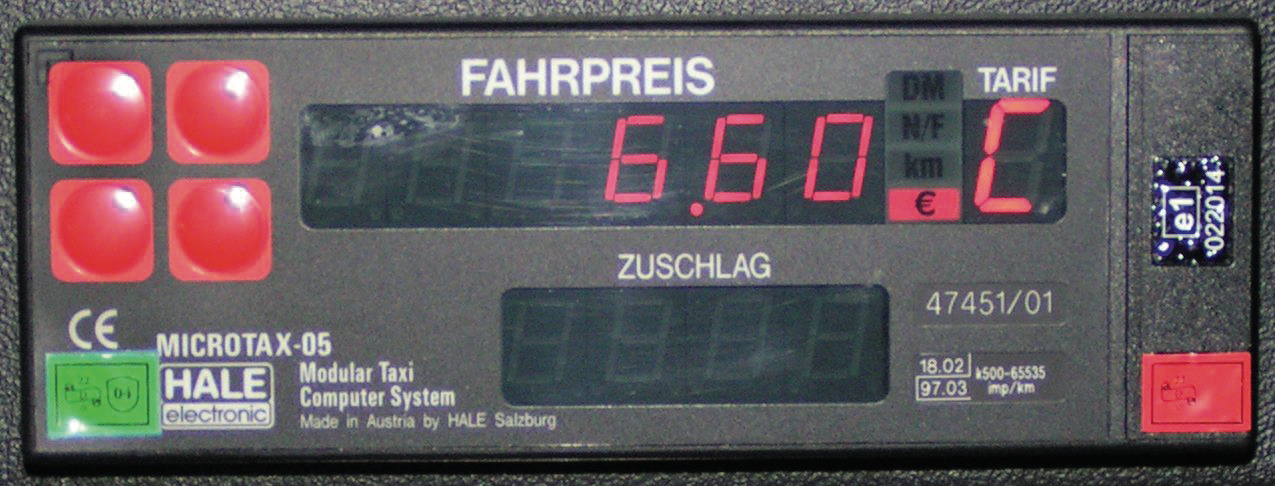 FAHRPREIS
TARIF
6.60
DM
N/F
km
€
C
e1
022014
ZUSCHLAG
47451/01
CE
MICROTAX-05
HALE
electronic
Modular Taxi
Computer System
Made in Austria by HALE Salzburg
18.02
97.03
k500-65535
imp/km